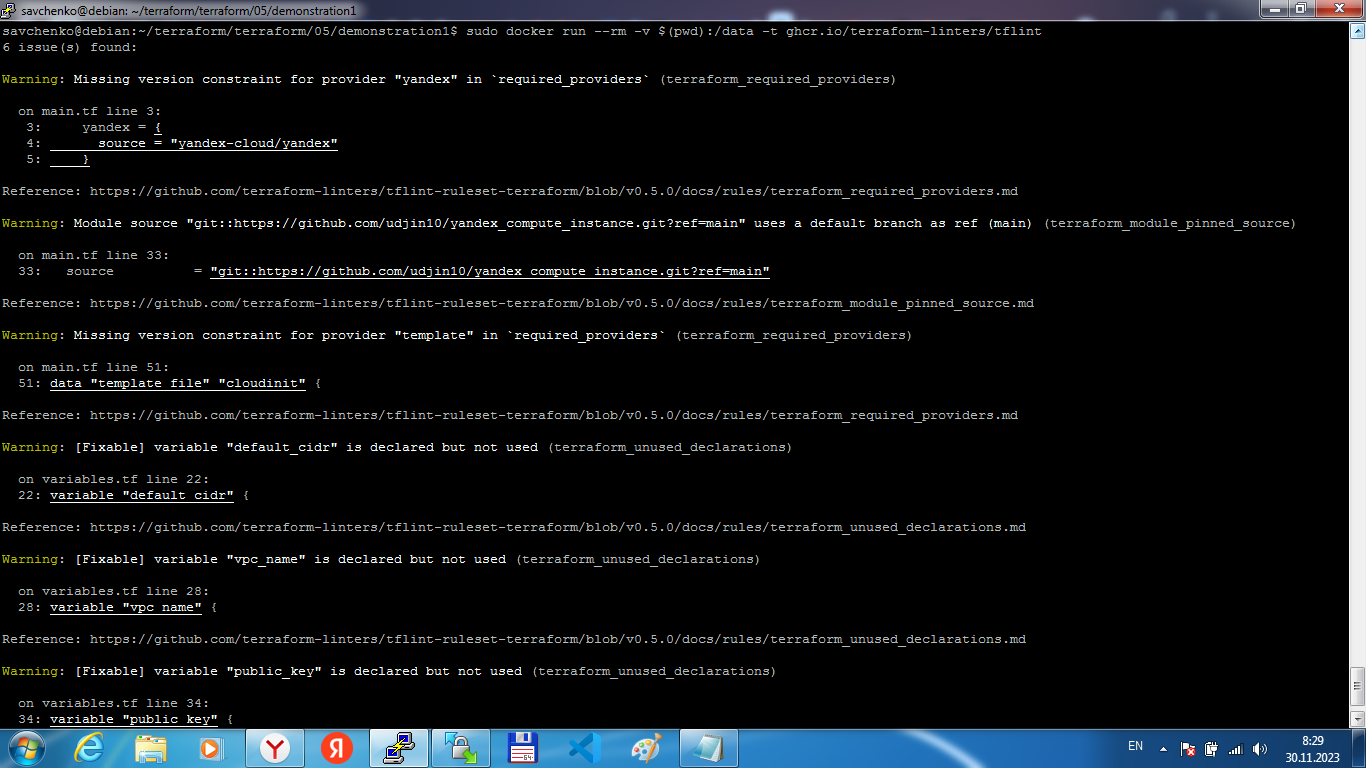 savchenko@debian: ~/terraform/terraform/05/demonstration1
savchenko@debian:~/terraform/terraform/05/demonstration1$ sudo docker run --rm -v $(pwd):/data -t ghcr.io/terraform-linters/tflint
6 issue(s) found:
Warning: Missing version constraint for provider "yandex" in `required_providers` (terraform_required_providers)
on main.tf line 3:
3:     yandex = {
4:       source = "yandex-cloud/yandex"
5:     }
Reference: https://github.com/terraform-linters/tflint-ruleset-terraform/blob/v0.5.0/docs/rules/terraform_required_providers.md
Warning: Module source "git::https://github.com/udjin10/yandex_compute_instance.git?ref=main" uses a default branch as ref (main) (terraform_module_pinned_source)
on main.tf line 33:
33:   source          = "git::https://github.com/udjin10/yandex_compute_instance.git?ref=main"
Reference: https://github.com/terraform-linters/tflint-ruleset-terraform/blob/v0.5.0/docs/rules/terraform_module_pinned_source.md
Warning: Missing version constraint for provider "template" in `required_providers` (terraform_required_providers)
on main.tf line 51:
51: data "template_file" "cloudinit" {
Reference: https://github.com/terraform-linters/tflint-ruleset-terraform/blob/v0.5.0/docs/rules/terraform_required_providers.md
Warning: [Fixable] variable "default_cidr" is declared but not used (terraform_unused_declarations)
on variables.tf line 22:
22: variable "default_cidr" {
Reference: https://github.com/terraform-linters/tflint-ruleset-terraform/blob/v0.5.0/docs/rules/terraform_unused_declarations.md
Warning: [Fixable] variable "vpc_name" is declared but not used (terraform_unused_declarations)
on variables.tf line 28:
28: variable "vpc_name" {
Reference: https://github.com/terraform-linters/tflint-ruleset-terraform/blob/v0.5.0/docs/rules/terraform_unused_declarations.md
Warning: [Fixable] variable "public_key" is declared but not used (terraform_unused_declarations)
on variables.tf line 34:
34: variable "public_key" {
EN
8:29
30.11.2023